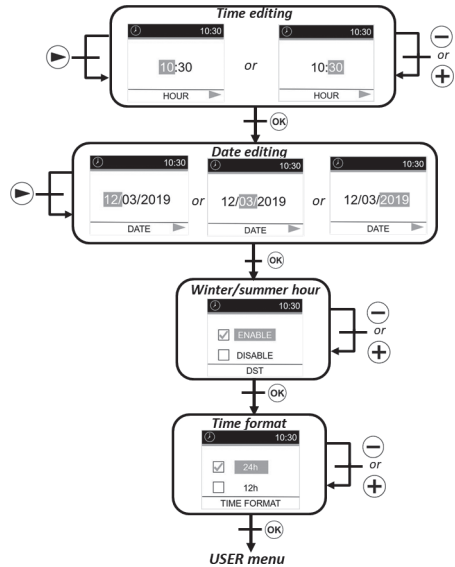 Time editing
10:30 10:30
10:30 or 10:30
HOUR HOUR
or
OK
Date editing
10:30 10:30 10:30
12/03/2019 or 12/03/2019 or 12/03/2019
DATE DATE DATE
OK
Winter/summer hour
10:30
ENABLE
DISABLE
DST
or
OK
Time format
10:30
24h
12h
TIME FORMAT
or
OK
USER menu